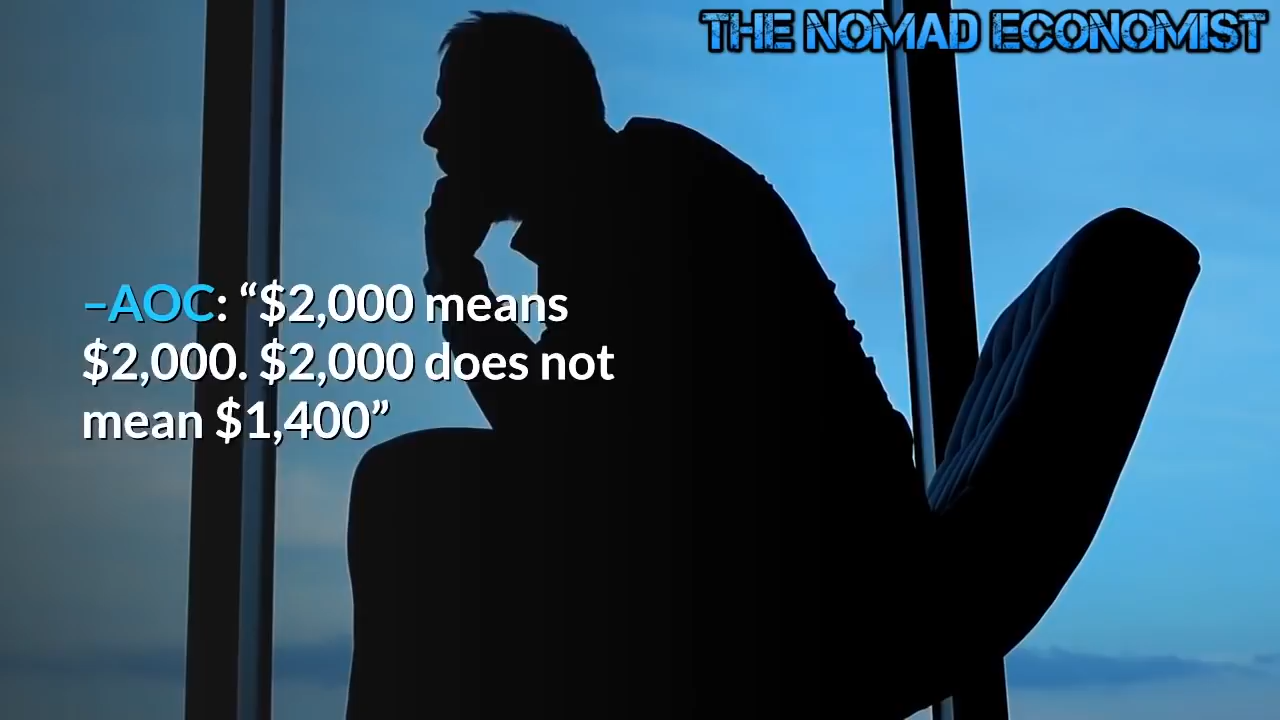 THE NOMAD ECONOMIST
–AOC: “$2,000 means
$2,000. $2,000 does not
mean $1,400”